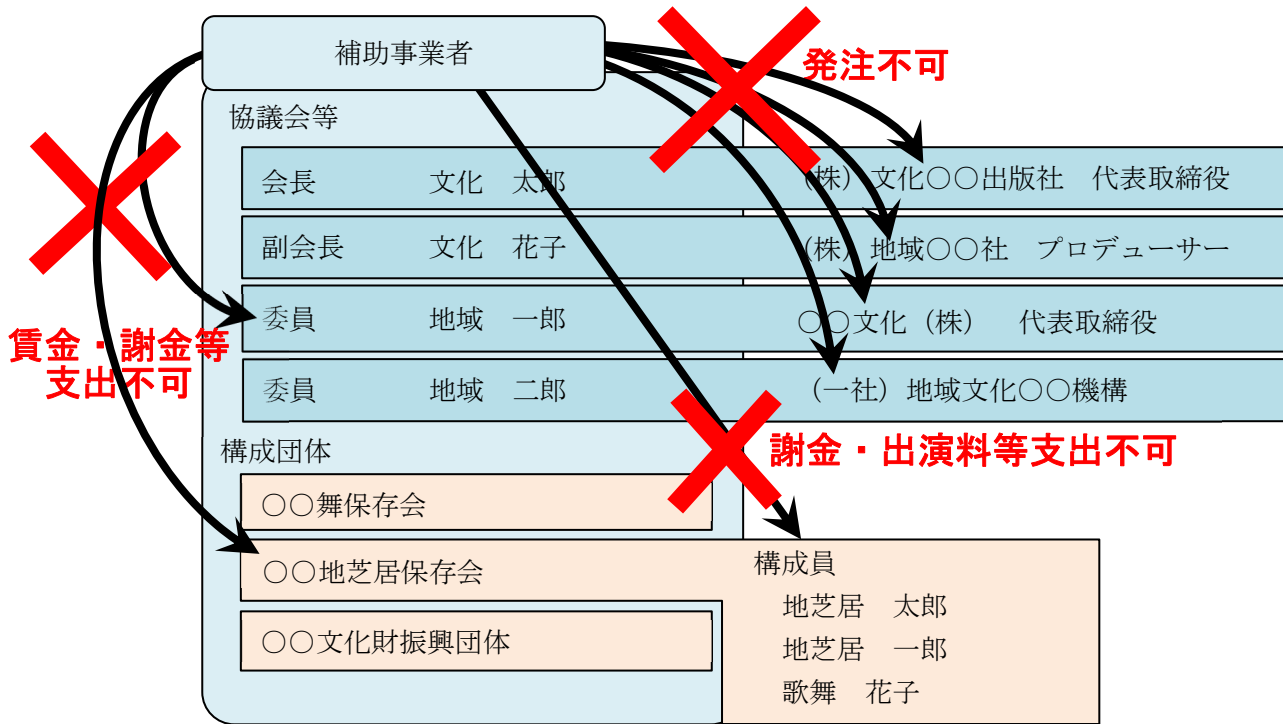 補助事業者
発注不可
協議会等
会長 文化 太郎 (株)文化○○出版社 代表取締役
副会長 文化 花子 (株)地域○○社 プロデューサー
委員 地域 一郎 ○○文化(株) 代表取締役
賃金・謝金等
支出不可
委員 地域 二郎 (一社)地域文化○○機構
謝金・出演料等支出不可
構成団体
○○舞保存会
○○地芝居保存会
○○文化財振興団体
構成員
地芝居 太郎
地芝居 一郎
歌舞 花子